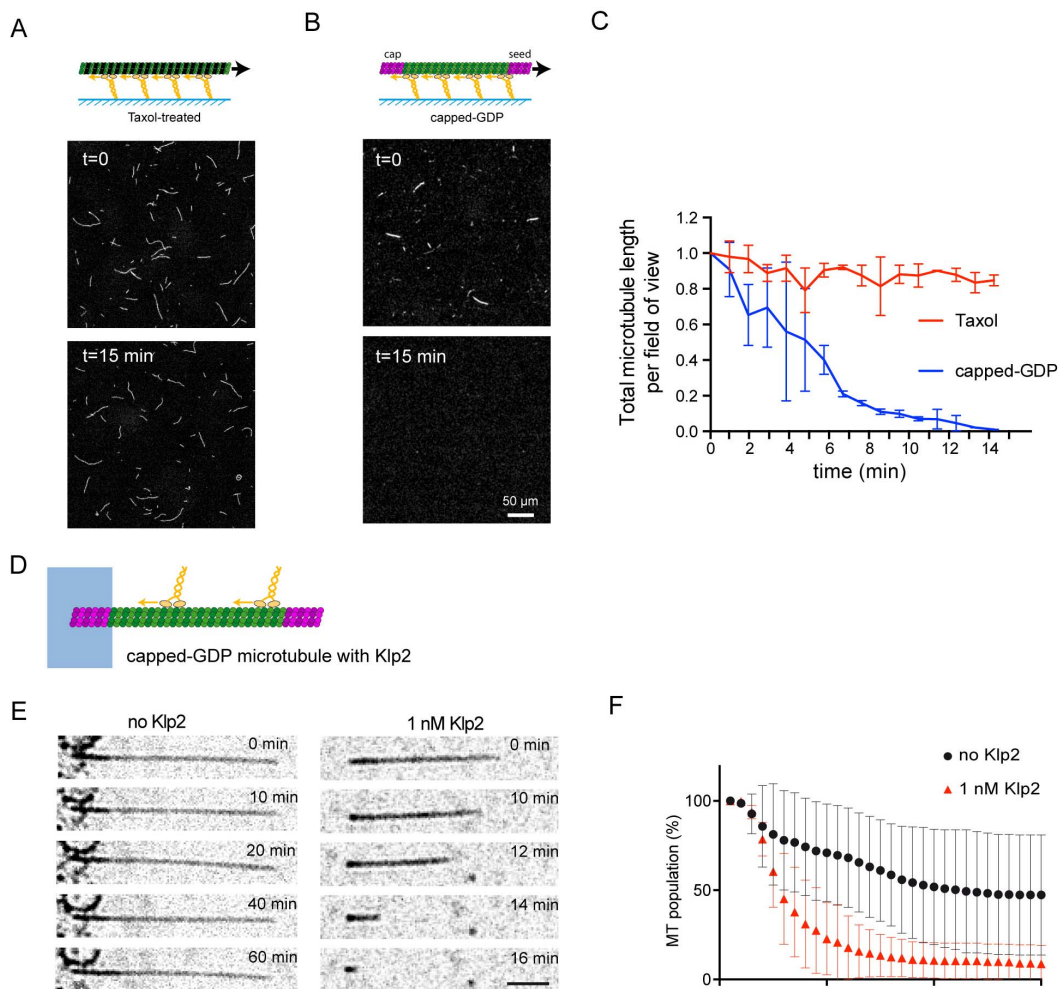 A
Taxol-treated
t=0
t=15 min
B
cap
seed
capped-GDP
t=0
t=15 min
50 µm
C
Total microtubule length
per field of view
1.2
1.0
0.8
0.6
0.4
0.2
0.0
0 2 4 6 8 10 12 14
time (min)
Taxol
capped-GDP
D
capped-GDP microtubule with Klp2
E
no Klp2
0 min
10 min
20 min
40 min
60 min
1 nM Klp2
0 min
10 min
12 min
14 min
16 min
F
no Klp2
1 nM Klp2
MT population (%)
100
50
0